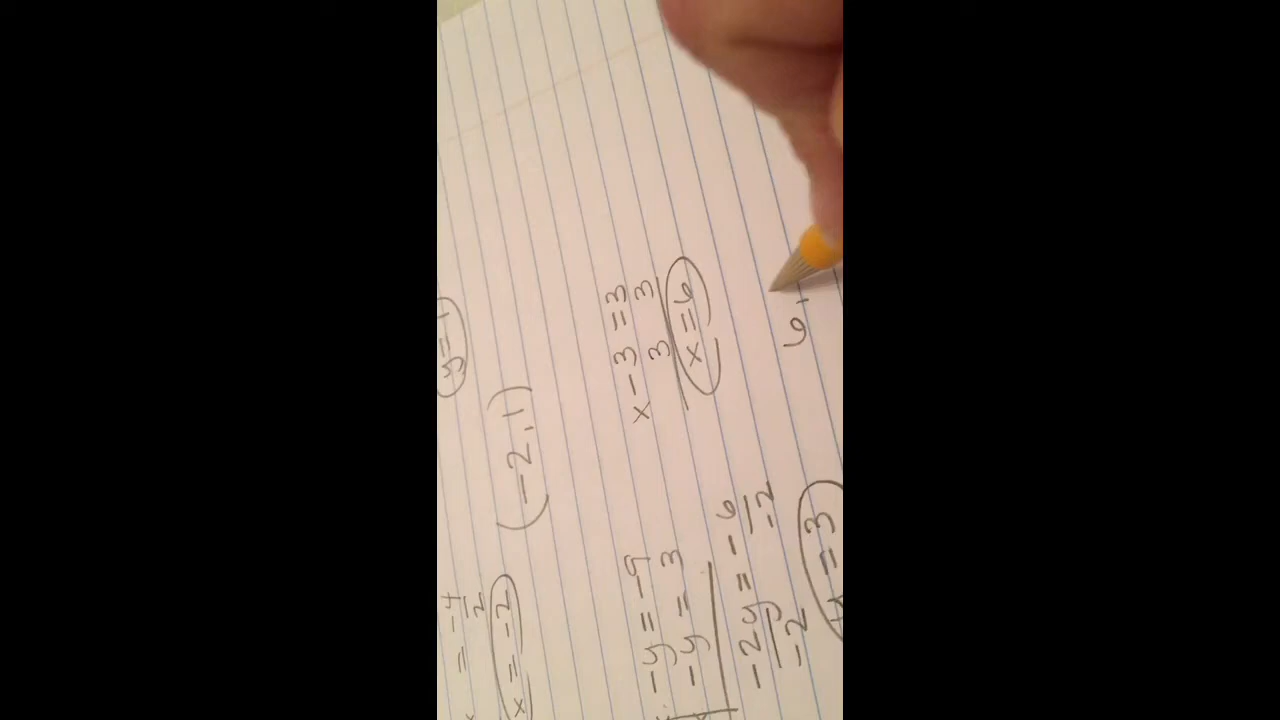 = -4
2
x = -2
y = 1
(-2,1)
-y = -9
-y = 3
-2y = -6
-2 -2
y = 3
x - 3 = 3
3 3
x = 6
6,